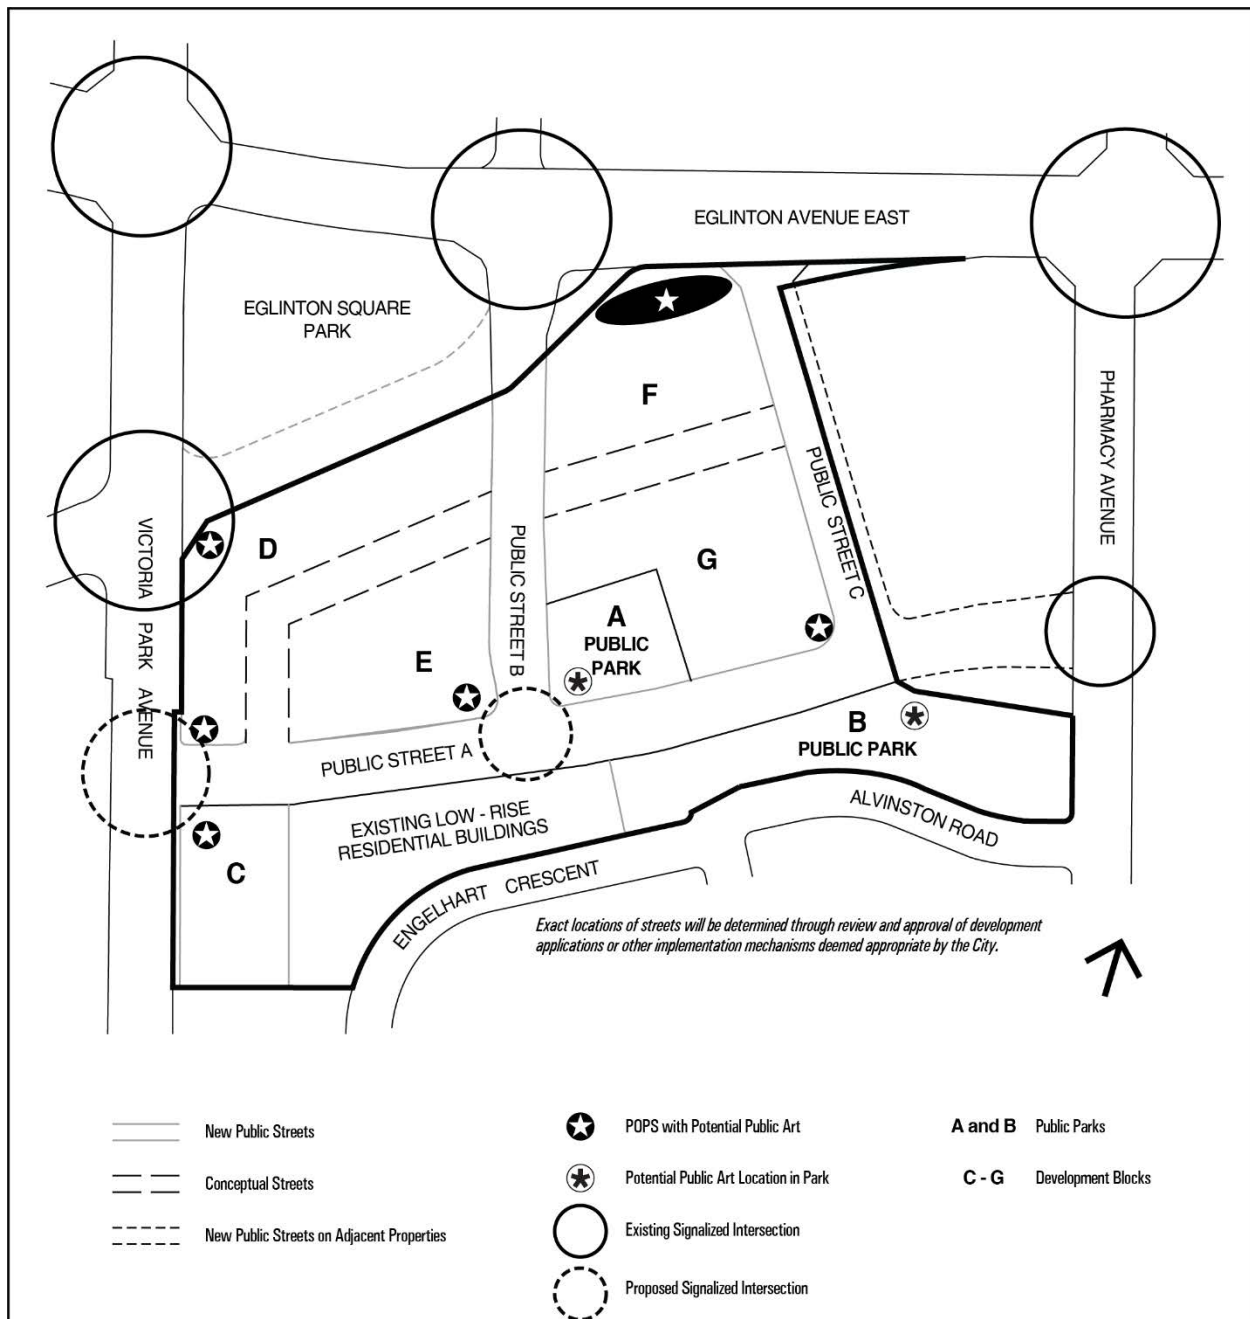 EGLINTON AVENUE EAST
EGLINTON SQUARE
PARK
PHARMACY AVENUE
F
PUBLIC STREET C
VICTORIA PARK AVENUE
D
PUBLIC STREET B
G
A
PUBLIC
PARK
E
B
PUBLIC PARK
PUBLIC STREET A
ALVINSTON ROAD
EXISTING LOW - RISE
RESIDENTIAL BUILDINGS
C
ENGELHART CRESCENT
Exact locations of streets will be determined through review and approval of development
applications or other implementation mechanisms deemed appropriate by the City.
New Public Streets
Conceptual Streets
New Public Streets on Adjacent Properties
POPS with Potential Public Art
Potential Public Art Location in Park
Existing Signalized Intersection
Proposed Signalized Intersection
A and B Public Parks
C - G Development Blocks